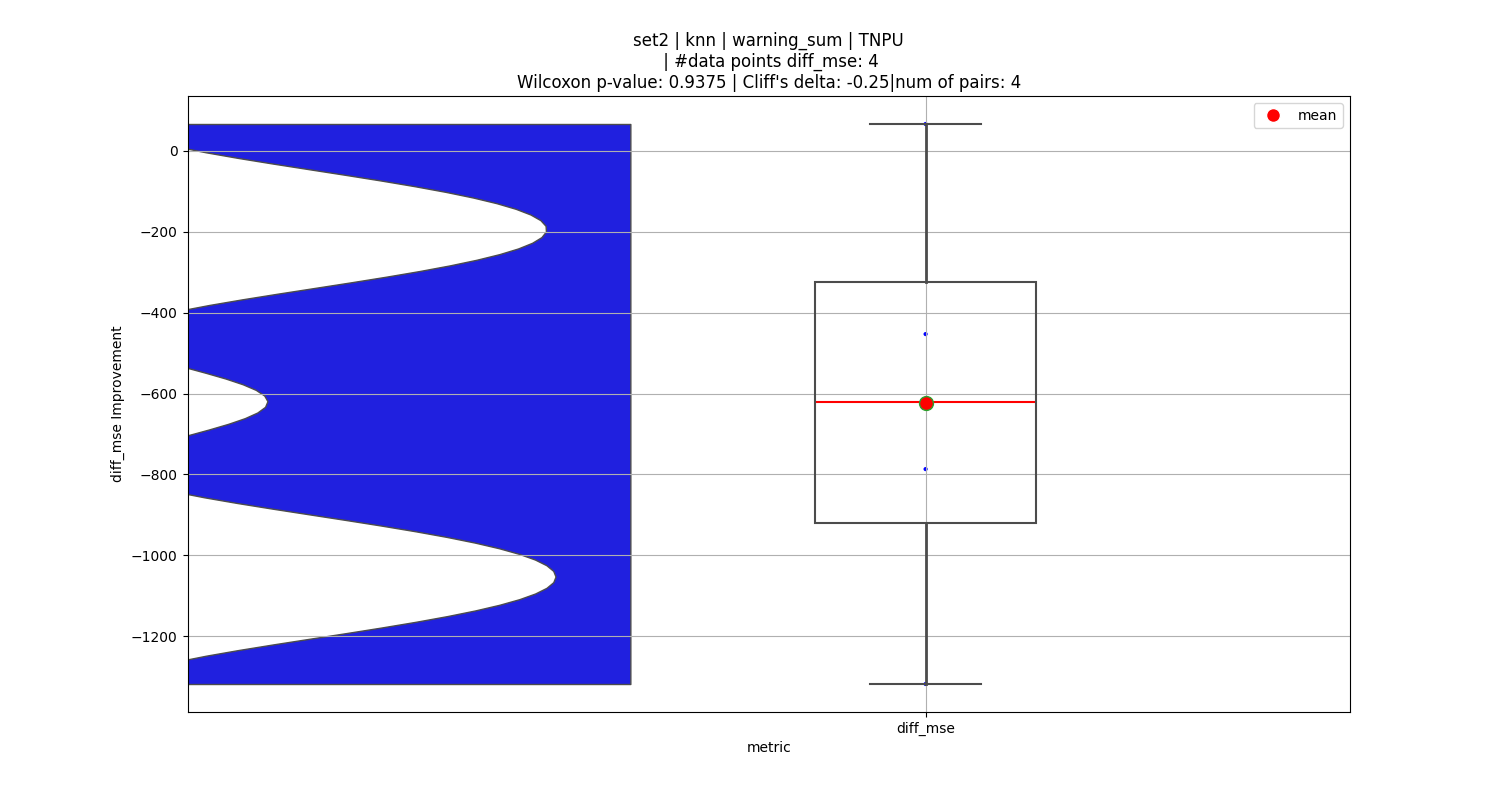 set2 | knn | warning_sum | TNPU
| #data points diff_mse: 4
Wilcoxon p-value: 0.9375 | Cliff's delta: -0.25|num of pairs: 4
mean
0
−200
−400
−600
−800
−1000
−1200
diff_mse Improvement
diff_mse
metric